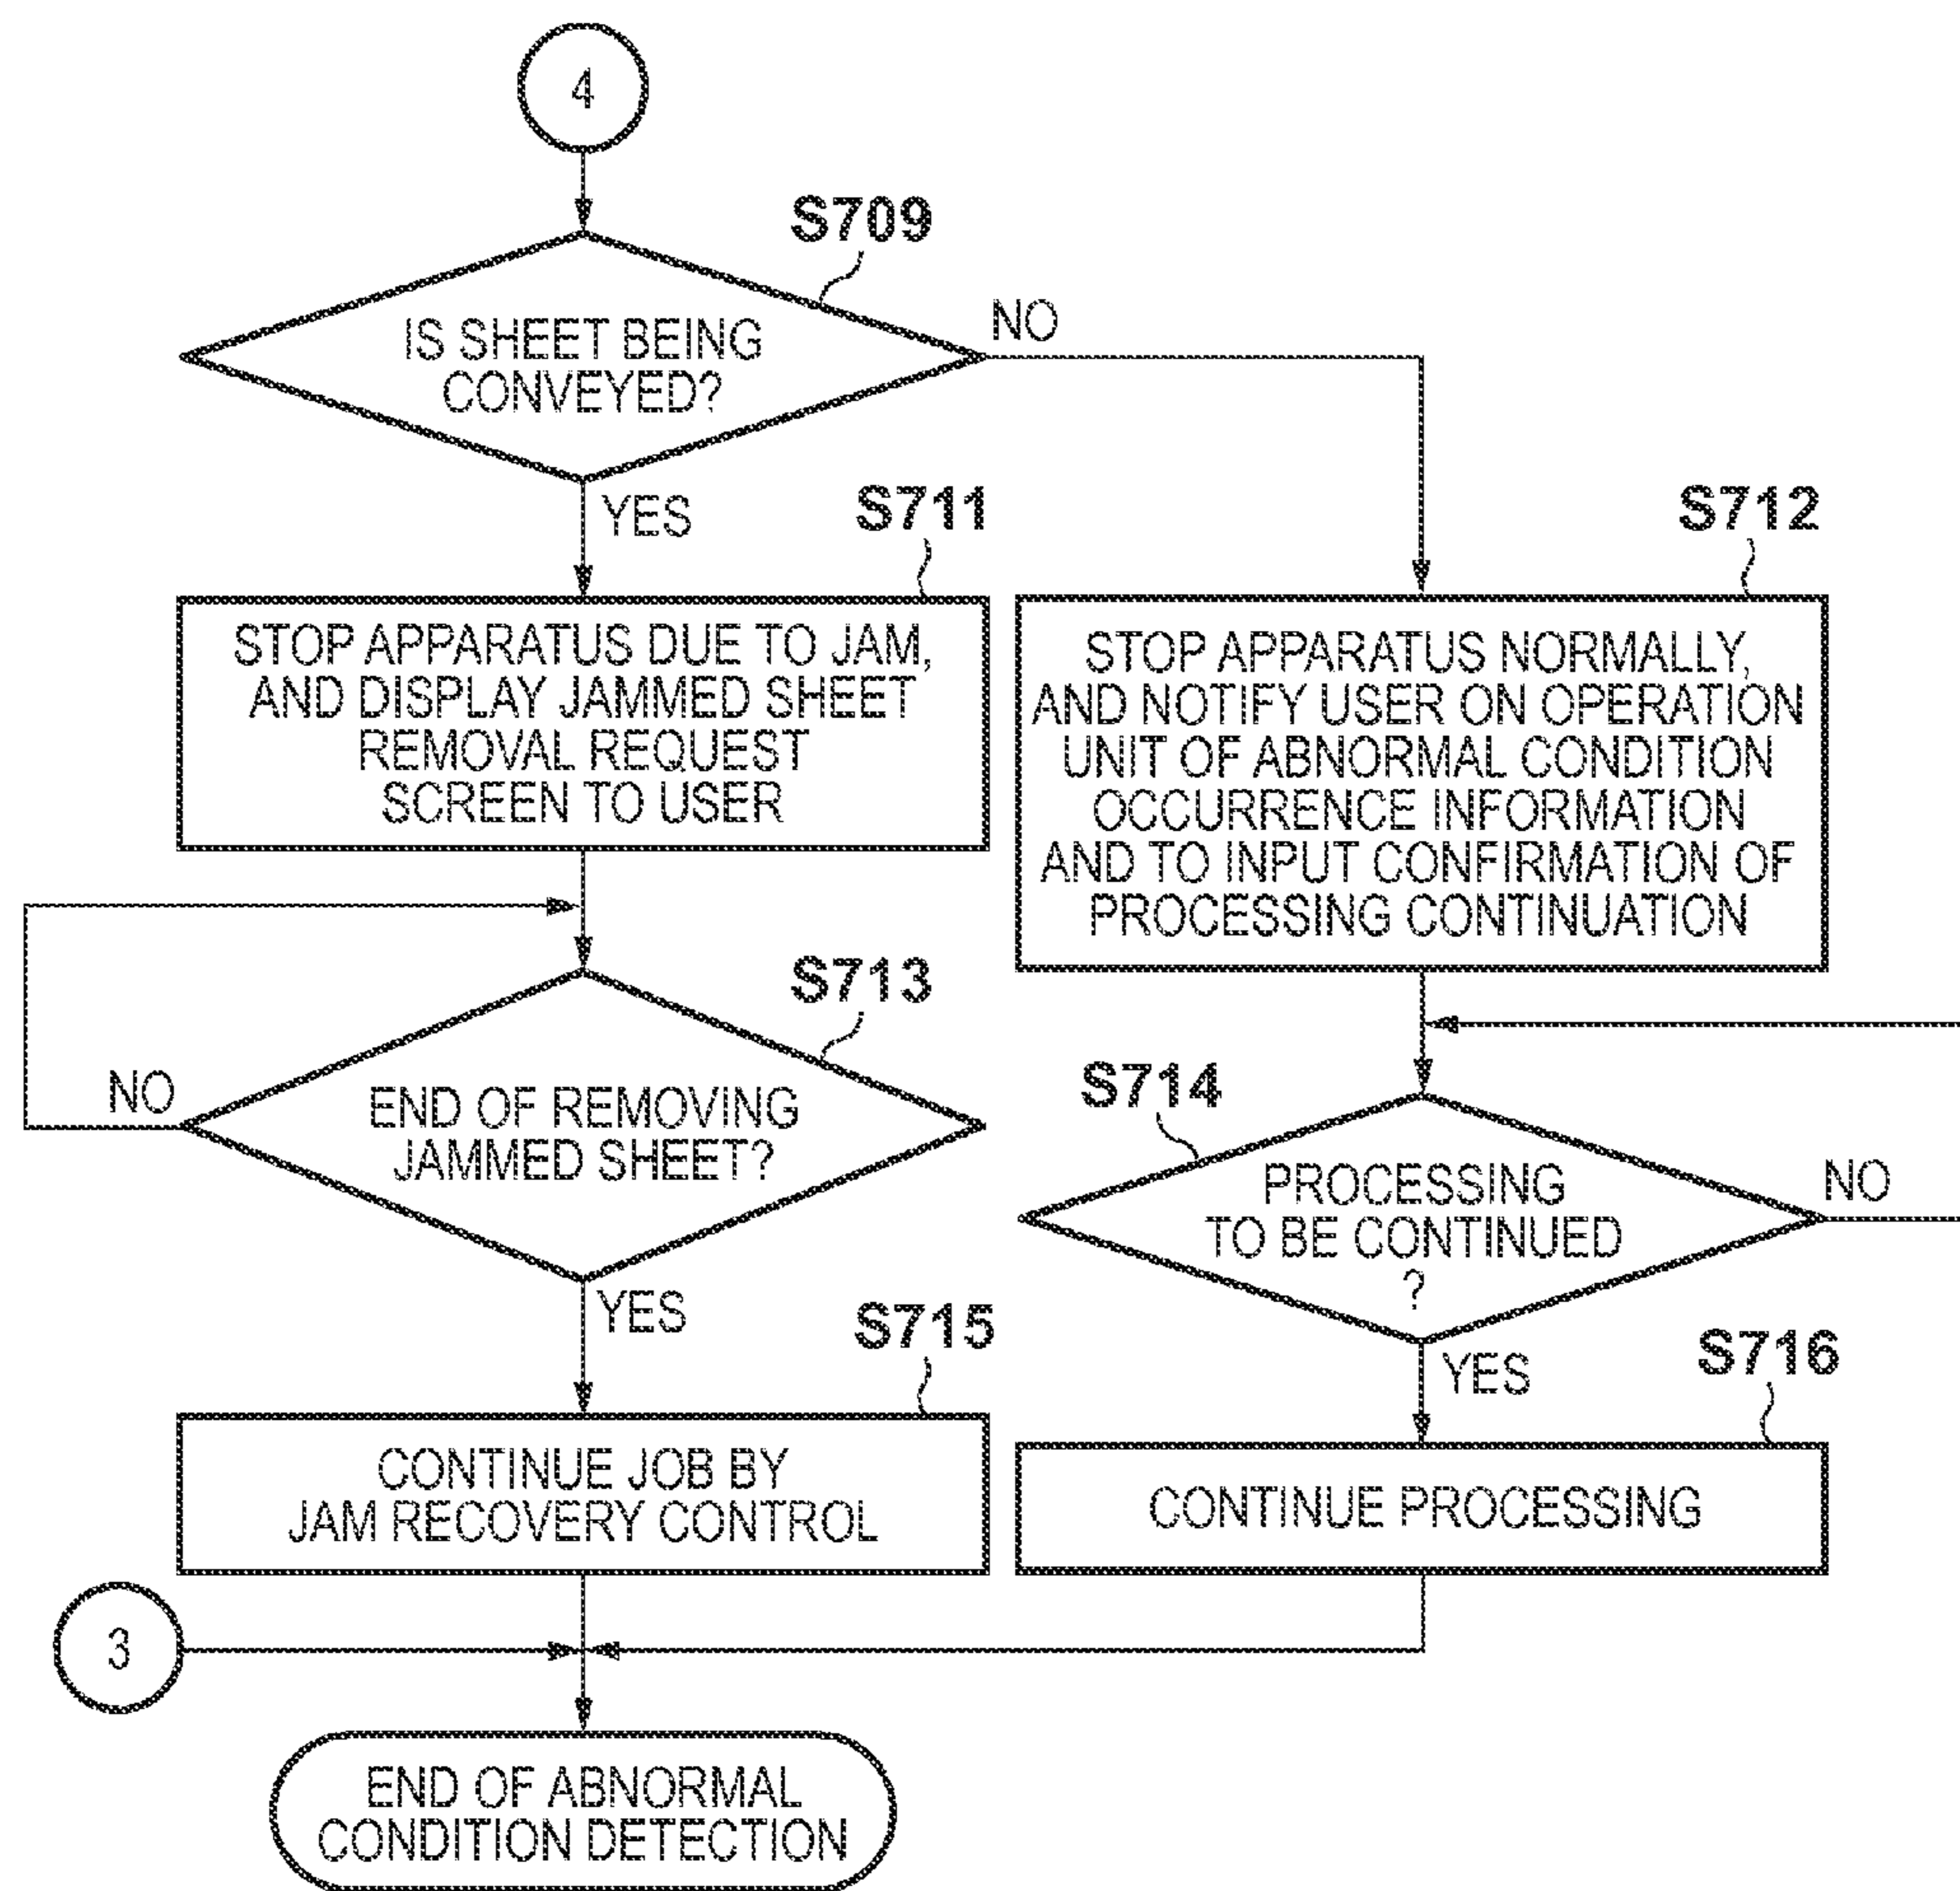 4
S709
IS SHEET BEING
CONVEYED?
NO
YES
S711
STOP APPARATUS DUE TO JAM,
AND DISPLAY JAMMED SHEET
REMOVAL REQUEST
SCREEN TO USER
S712
STOP APPARATUS NORMALLY,
AND NOTIFY USER ON OPERATION
UNIT OF ABNORMAL CONDITION
OCCURRENCE INFORMATION
AND TO INPUT CONFIRMATION OF
PROCESSING CONTINUATION
S713
END OF REMOVING
JAMMED SHEET?
NO
YES
S714
PROCESSING
TO BE CONTINUED
?
NO
YES
S715
CONTINUE JOB BY
JAM RECOVERY CONTROL
S716
CONTINUE PROCESSING
3
END OF ABNORMAL
CONDITION DETECTION